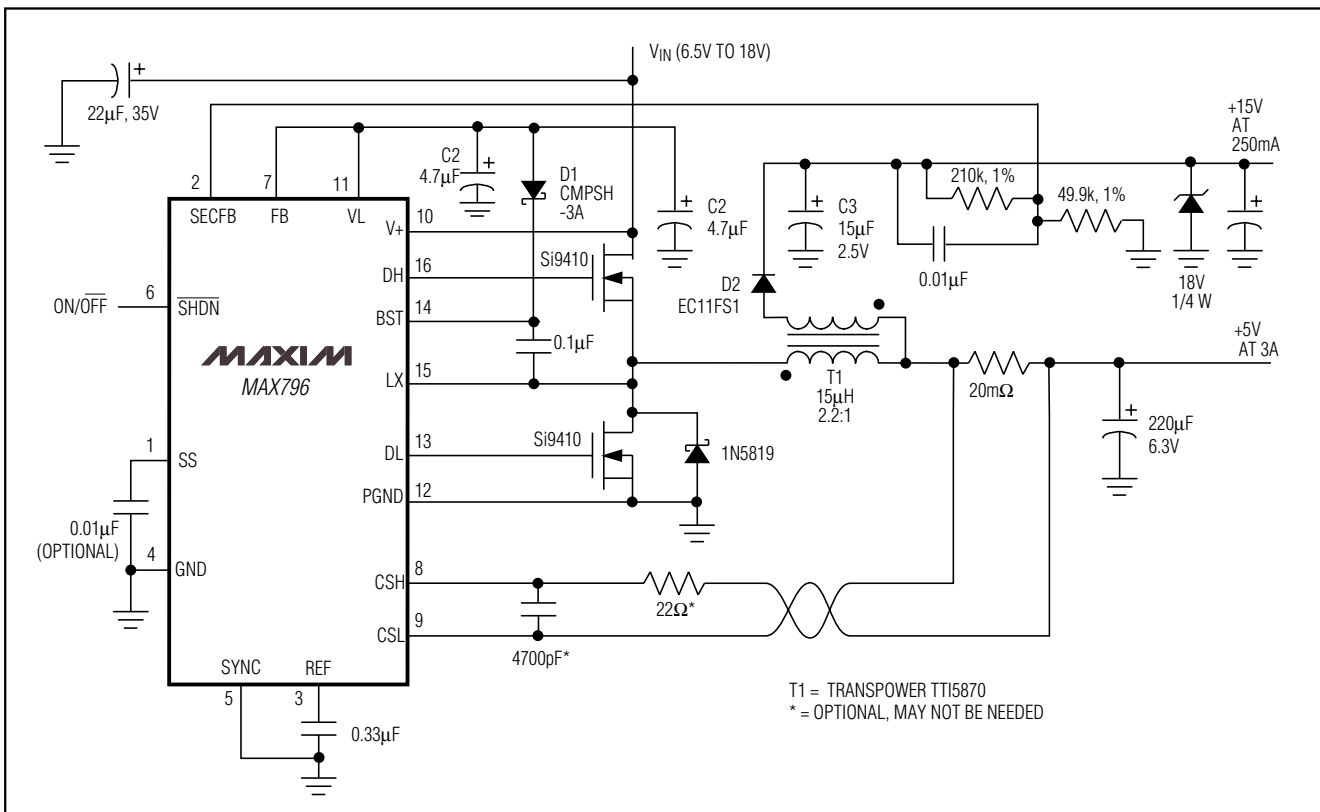 VIN (6.5V TO 18V)
+
22μF, 35V
+15V
AT
250mA
C2
4.7μF
+
D1
CMPSH
-3A
+
C2
4.7μF
+
C3
15μF
2.5V
210k, 1%
49.9k, 1%
+
0.01μF
18V
1/4 W
2
7
11
SECFB
FB
VL
V+
10
Si9410
DH
16
D2
EC11FS1
6
ON/OFF
SHDN
BST
14
0.1μF
MAXIM
MAX796
LX
15
T1
15μH
2.2:1
20mΩ
+5V
AT 3A
+
220μF
6.3V
1
SS
Si9410
DL
13
1N5819
PGND
12
0.01μF
(OPTIONAL)
4
GND
CSH
8
22Ω*
CSL
9
4700pF*
SYNC
REF
5
3
0.33μF
T1 = TRANSPOWER TTI5870
* = OPTIONAL, MAY NOT BE NEEDED